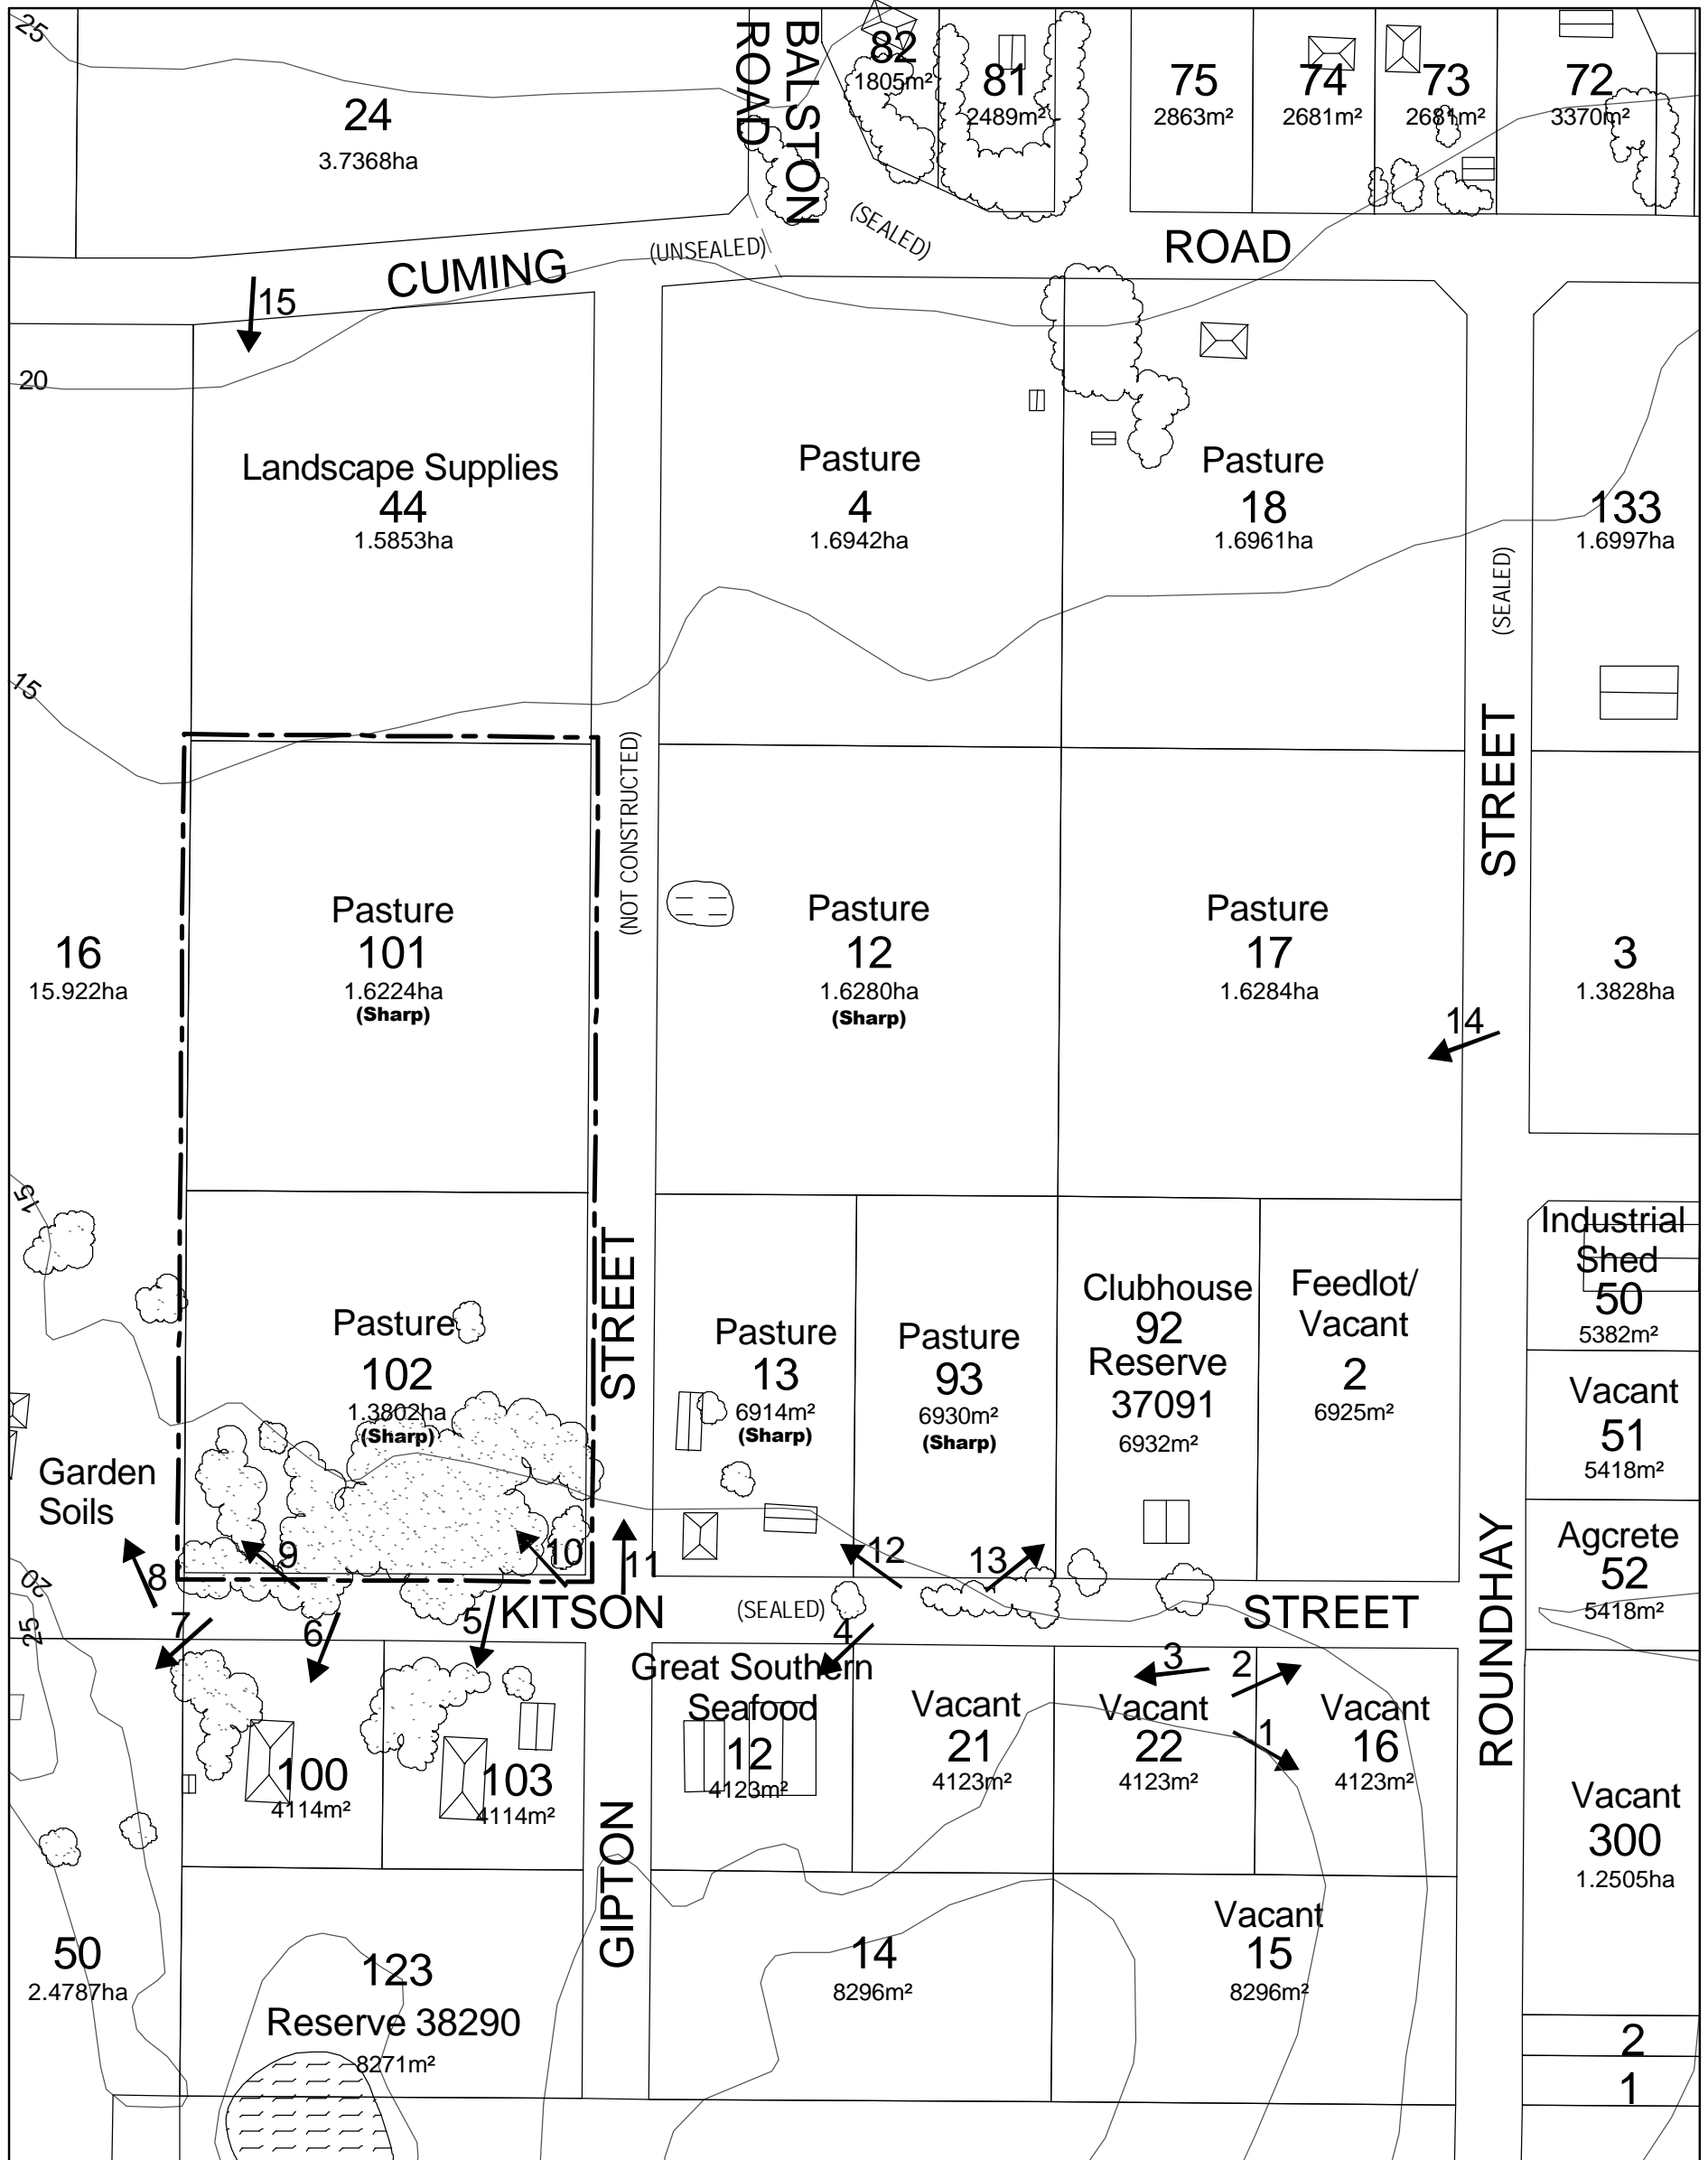 25
24
3.7368ha
BALSTON
ROAD
82
1805m²
81
2489m²
75
2863m²
74
2681m²
73
2681m²
72
3370m²
CUMING
(UNSEALED)
(SEALED)
ROAD
15
20
Landscape Supplies
44
1.5853ha
Pasture
4
1.6942ha
Pasture
18
1.6961ha
133
1.6997ha
(SEALED)
15
STREET
(NOT CONSTRUCTED)
16
15.922ha
Pasture
101
1.6224ha
(Sharp)
Pasture
12
1.6280ha
(Sharp)
Pasture
17
1.6284ha
3
1.3828ha
14
15
STREET
Pasture
102
1.3802ha
(Sharp)
Pasture
13
6914m²
(Sharp)
Pasture
93
6930m²
(Sharp)
Clubhouse
92
Reserve
37091
6932m²
Feedlot/
Vacant
2
6925m²
Industrial
Shed
50
5382m²
Vacant
51
5418m²
Agcrete
52
5418m²
Garden
Soils
8
9
10
11
12
13
20
25
7
6
5
KITSON
(SEALED)
4
STREET
3
2
1
ROUNDHAY
100
4114m²
103
4114m²
Great Southern
Seafood
12
4123m²
Vacant
21
4123m²
Vacant
22
4123m²
Vacant
16
4123m²
Vacant
300
1.2505ha
GIPTON
50
2.4787ha
123
Reserve 38290
8271m²
14
8296m²
Vacant
15
8296m²
2
1